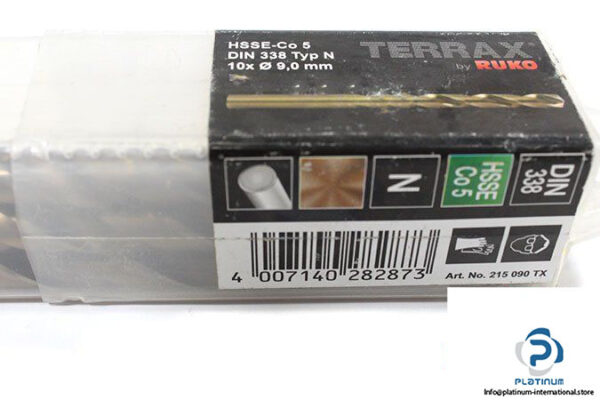 HSSE-Co 5
DIN 338 Typ N
10x Ø 9,0 mm
TERRAX
by RUKO
N
HSSE
Co 5
DIN
338
4 007140 282873
Art. No. 215 090 TX
PLATINUM
Info@platinum-international.store